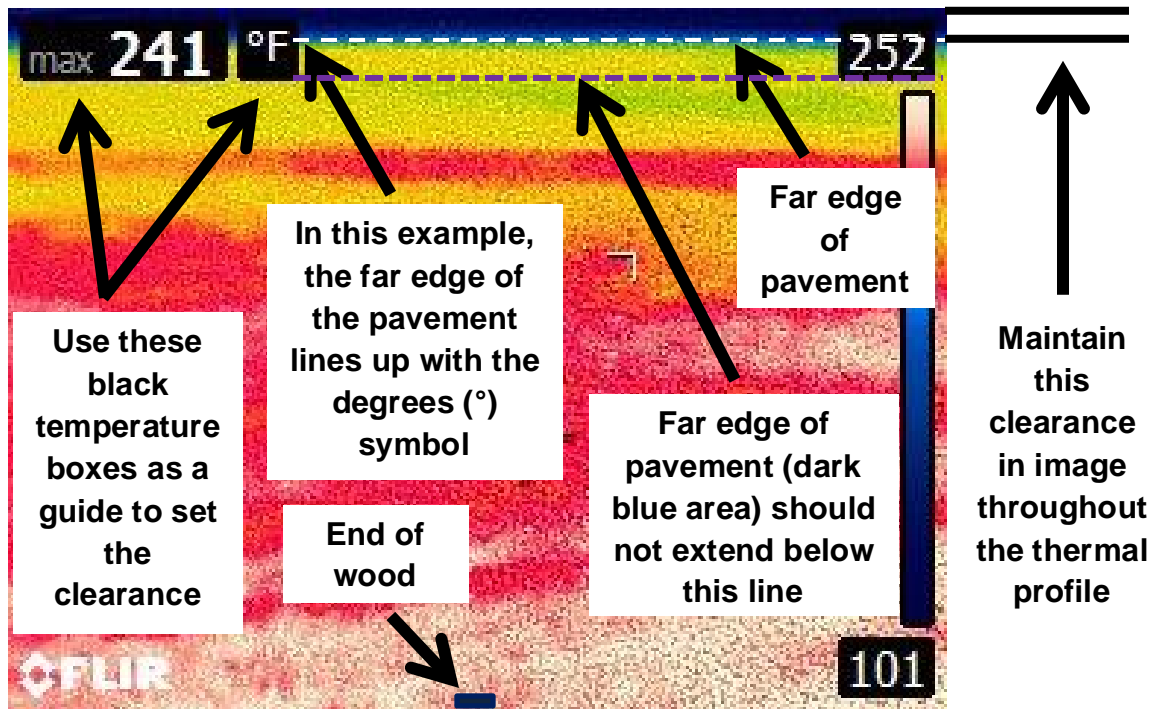 max 241 °F
252
Far edge
of
pavement
In this example,
the far edge of
the pavement
lines up with the
degrees (°)
symbol
Use these
black
temperature
boxes as a
guide to set
the
clearance
Maintain
this
clearance
in image
throughout
the thermal
profile
Far edge of
pavement (dark
blue area) should
not extend below
this line
End of
wood
FLIR
101